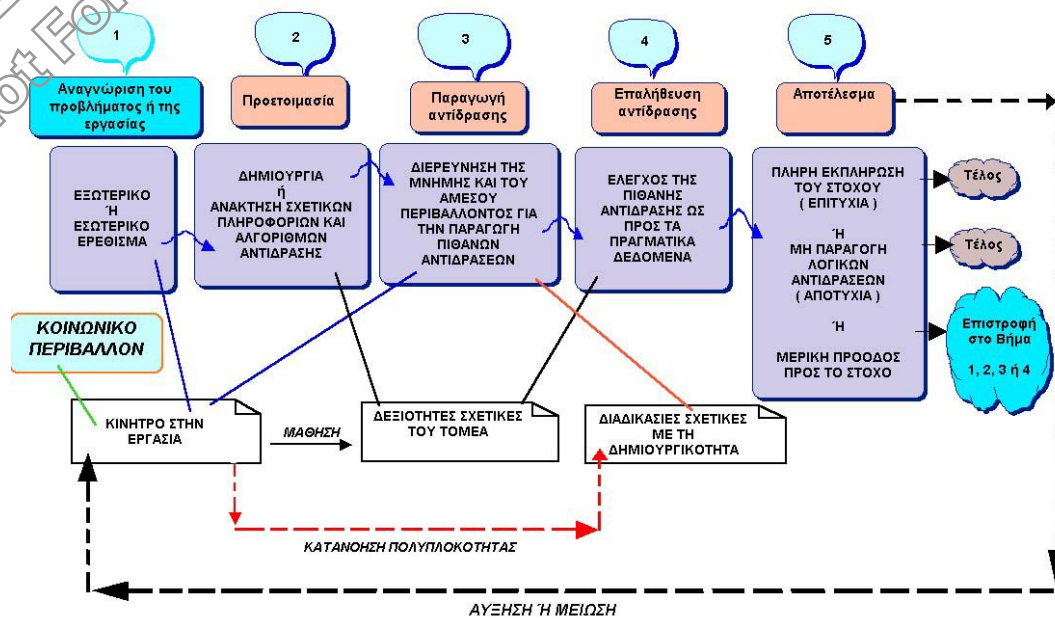 Not For
1
2
3
4
5
Αναγνώριση του
προβλήματος ή της
εργασίας
Προετοιμασία
Παραγωγή
αντίδρασης
Επαλήθευση
αντίδρασης
Αποτέλεσμα
ΕΞΩΤΕΡΙΚΟ
Ή
ΕΣΩΤΕΡΙΚΟ
ΕΡΕΘΙΣΜΑ
ΔΗΜΙΟΥΡΓΙΑ
ή
ΑΝΑΚΤΗΣΗ ΣΧΕΤΙΚΩΝ
ΠΛΗΡΟΦΟΡΙΩΝ ΚΑΙ
ΑΛΓΟΡΙΘΜΩΝ
ΑΝΤΙΔΡΑΣΗΣ
ΔΙΕΡΕΥΝΗΣΗ ΤΗΣ
ΜΝΗΜΗΣ ΚΑΙ ΤΟΥ
ΑΜΕΣΟΥ
ΠΕΡΙΒΑΛΛΟΝΤΟΣ ΓΙΑ
ΤΗΝ ΠΑΡΑΓΩΓΗ
ΠΙΘΑΝΩΝ
ΑΝΤΙΔΡΑΣΕΩΝ
ΕΛΕΓΧΟΣ ΤΗΣ
ΠΙΘΑΝΗΣ
ΑΝΤΙΔΡΑΣΗΣ ΩΣ
ΠΡΟΣ ΤΑ
ΠΡΑΓΜΑΤΙΚΑ
ΔΕΔΟΜΕΝΑ
ΠΛΗΡΗ ΕΚΠΛΗΡΩΣΗ
ΤΟΥ ΣΤΟΧΟΥ
( ΕΠΙΤΥΧΙΑ )
Ή
ΜΗ ΠΑΡΑΓΩΓΗ
ΛΟΓΙΚΩΝ
ΑΝΤΙΔΡΑΣΕΩΝ
( ΑΠΟΤΥΧΙΑ )
Ή
ΜΕΡΙΚΗ ΠΡΟΟΔΟΣ
ΠΡΟΣ ΤΟ ΣΤΟΧΟ
Τέλος
Τέλος
Επιστροφή
στο Βήμα
1, 2, 3 ή 4
ΚΟΙΝΩΝΙΚΟ
ΠΕΡΙΒΑΛΛΟΝ
ΚΙΝΗΤΡΟ ΣΤΗΝ
ΕΡΓΑΣΙΑ
ΜΑΘΗΣΗ
ΔΕΞΙΟΤΗΤΕΣ ΣΧΕΤΙΚΕΣ
ΤΟΥ ΤΟΜΕΑ
ΔΙΑΔΙΚΑΣΙΕΣ ΣΧΕΤΙΚΕΣ
ΜΕ ΤΗ
ΔΗΜΙΟΥΡΓΙΚΟΤΗΤΑ
ΚΑΤΑΝΟΗΣΗ ΠΟΛΥΠΛΟΚΟΤΗΤΑΣ
ΑΥΞΗΣΗ Ή ΜΕΙΩΣΗ